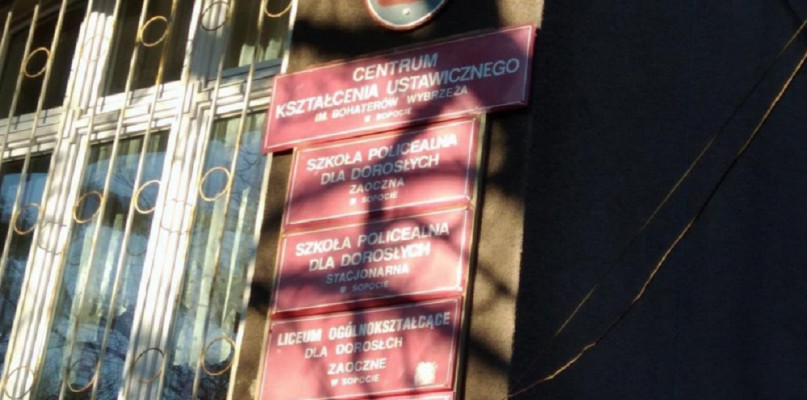 CENTRUM
KSZTAŁCENIA USTAWICZNEGO
IM. BOHATERÓW WYBRZEŻA
W SOPOCIE
SZKOŁA POLICEALNA
DLA DOROSŁYCH
ZAOCZNA
W SOPOCIE
SZKOŁA POLICEALNA
DLA DOROSŁYCH
STACJONARNA
W SOPOCIE
LICEUM OGÓLNOKSZTAŁCĄCE
DLA DOROSŁCH
ZAOCZNE
W SOPOCIE